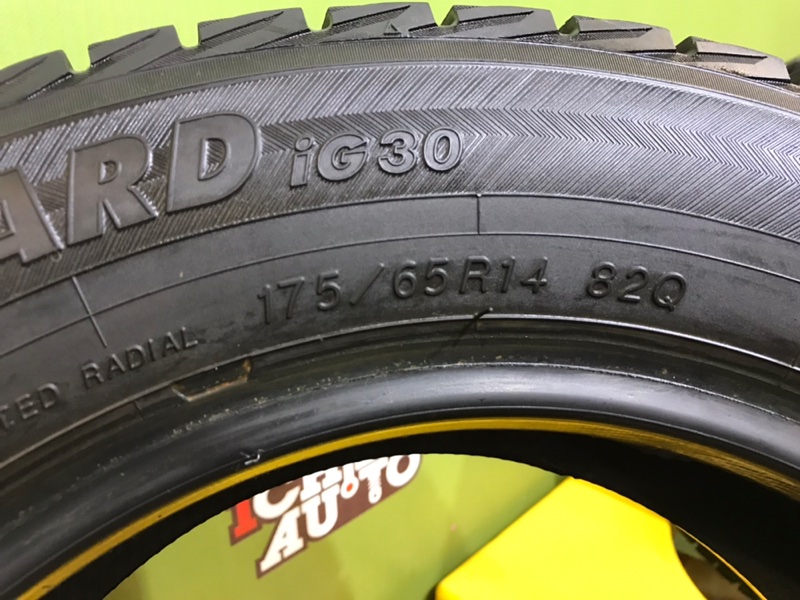 ARD iG30
175/65R14 82Q
TED RADIAL
AUTO